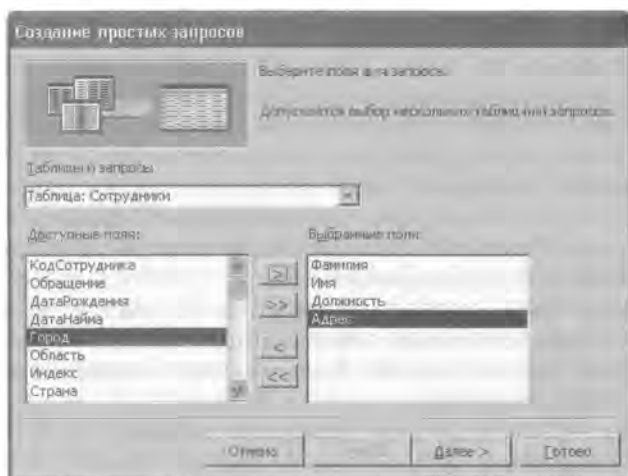 Создание простых запросов
Выберите поля для запроса.
Допускается выбор нескольких таблиц или запросов.
Таблицы и запросы
Таблица: Сотрудники
Доступные поля:
Выбранные поля:
КодСотрудника
Обращение
ДатаРождения
ДатаНайма
Город
Область
Индекс
Страна
>
>>
<
<<
Фамилия
Имя
Должность
Адрес
Отмена
Далее >
Готово